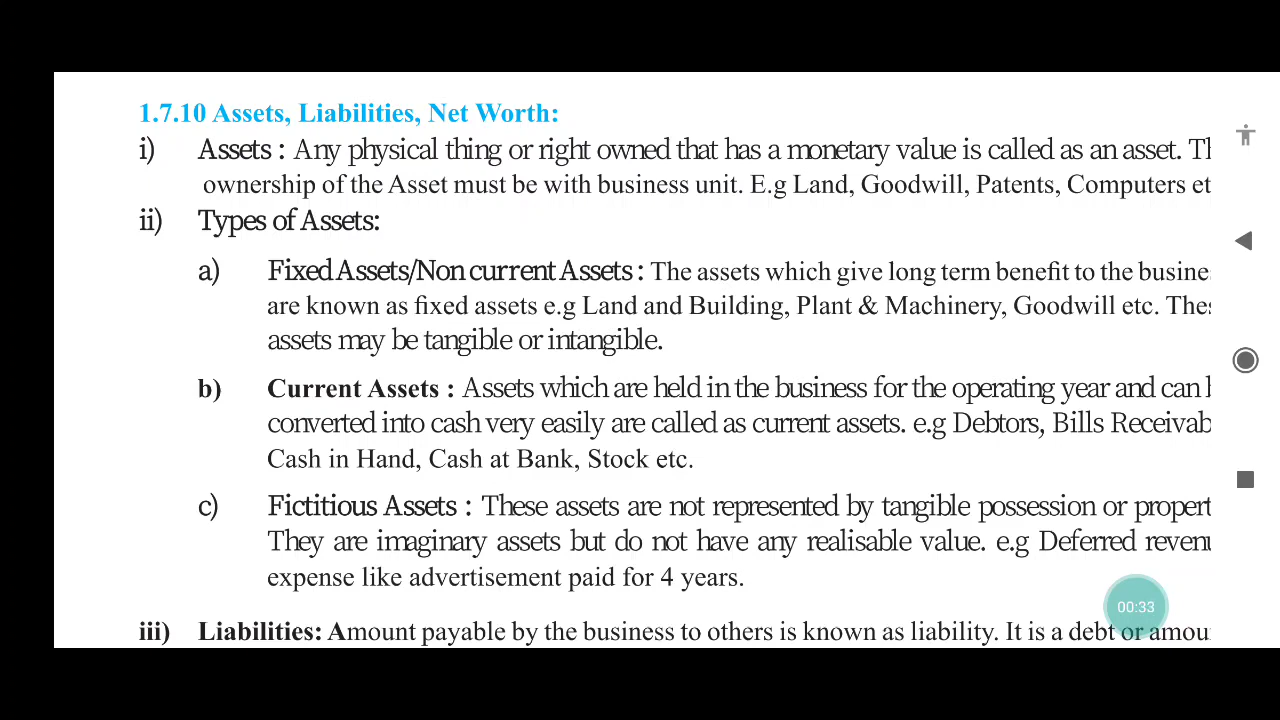 1.7.10 Assets, Liabilities, Net Worth:
i) Assets : Any physical thing or right owned that has a monetary value is called as an asset.
ownership of the Asset must be with business unit. E.g Land, Goodwill, Patents, Computers
ii) Types of Assets:
a) Fixed Assets/Non current Assets : The assets which give long term benefit to the
are known as fixed assets e.g Land and Building, Plant & Machinery, Goodwill etc.
assets may be tangible or intangible.
b) Current Assets : Assets which are held in the business for the operating year and can
converted into cash very easily are called as current assets. e.g Debtors, Bills
Cash in Hand, Cash at Bank, Stock etc.
c) Fictitious Assets : These assets are not represented by tangible possession or
They are imaginary assets but do not have any realisable value. e.g Deferred
expense like advertisement paid for 4 years.
00:33
iii) Liabilities: Amount payable by the business to others is known as liability. It is a debt or